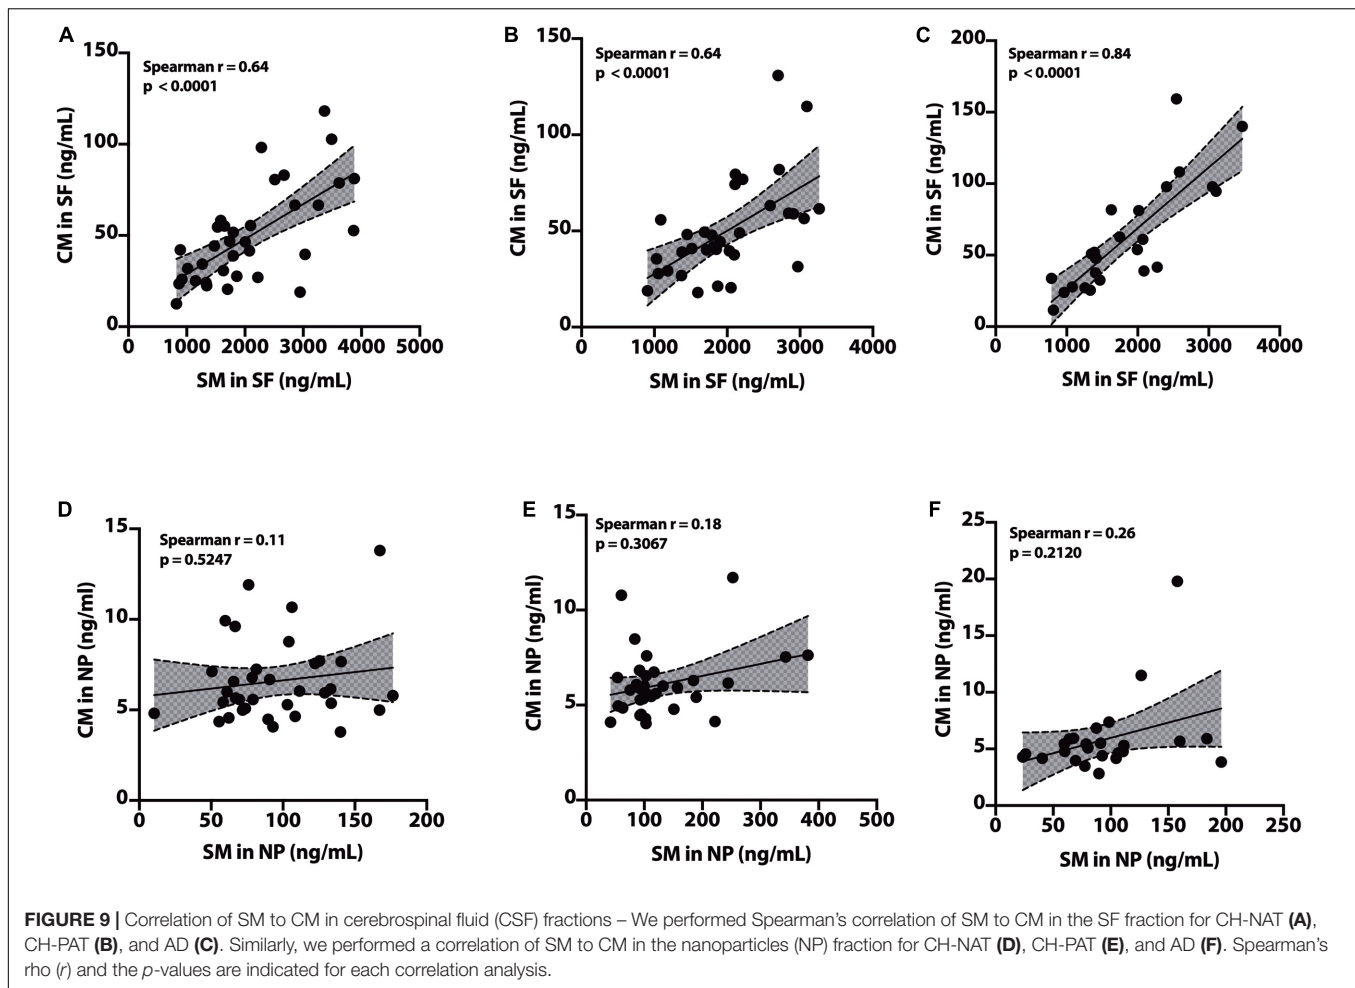 A
Spearman r = 0.64
p < 0.0001
150
100
50
0
CM in SF (ng/mL)
0 1000 2000 3000 4000 5000
SM in SF (ng/mL)
B
Spearman r = 0.64
p < 0.0001
150
100
50
0
CM in SF (ng/mL)
0 1000 2000 3000 4000
SM in SF (ng/mL)
C
Spearman r = 0.84
p < 0.0001
200
150
100
50
0
CM in SF (ng/mL)
0 1000 2000 3000 4000
SM in SF (ng/mL)
D
Spearman r = 0.11
p = 0.5247
15
10
5
0
CM in NP (ng/ml)
0 50 100 150 200
SM in NP (ng/mL)
E
Spearman r = 0.18
p = 0.3067
15
10
5
0
CM in NP (ng/mL)
0 100 200 300 400 500
SM in NP (ng/mL)
F
Spearman r = 0.26
p = 0.2120
25
20
15
10
5
0
CM in NP (ng/mL)
0 50 100 150 200 250
SM in NP (ng/mL)
FIGURE 9 | Correlation of SM to CM in cerebrospinal fluid (CSF) fractions – We performed Spearman's correlation of SM to CM in the SF fraction for CH-NAT (A),
CH-PAT (B), and AD (C). Similarly, we performed a correlation of SM to CM in the nanoparticles (NP) fraction for CH-NAT (D), CH-PAT (E), and AD (F). Spearman's
rho (r) and the p-values are indicated for each correlation analysis.